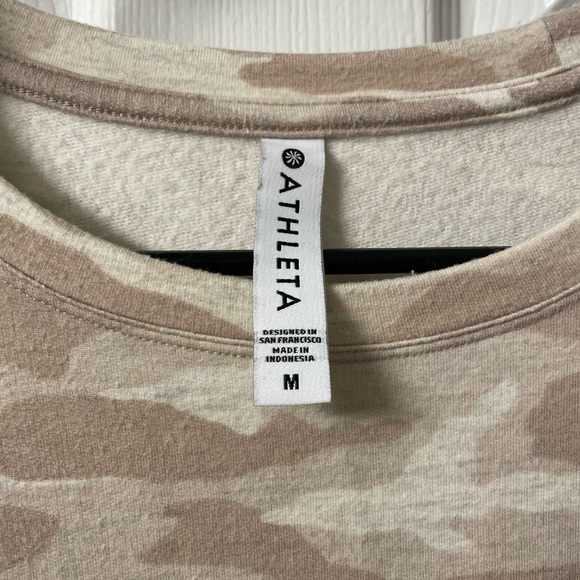 ATHLETA
DESIGNED IN
SAN FRANCISCO
MADE IN
INDONESIA
M